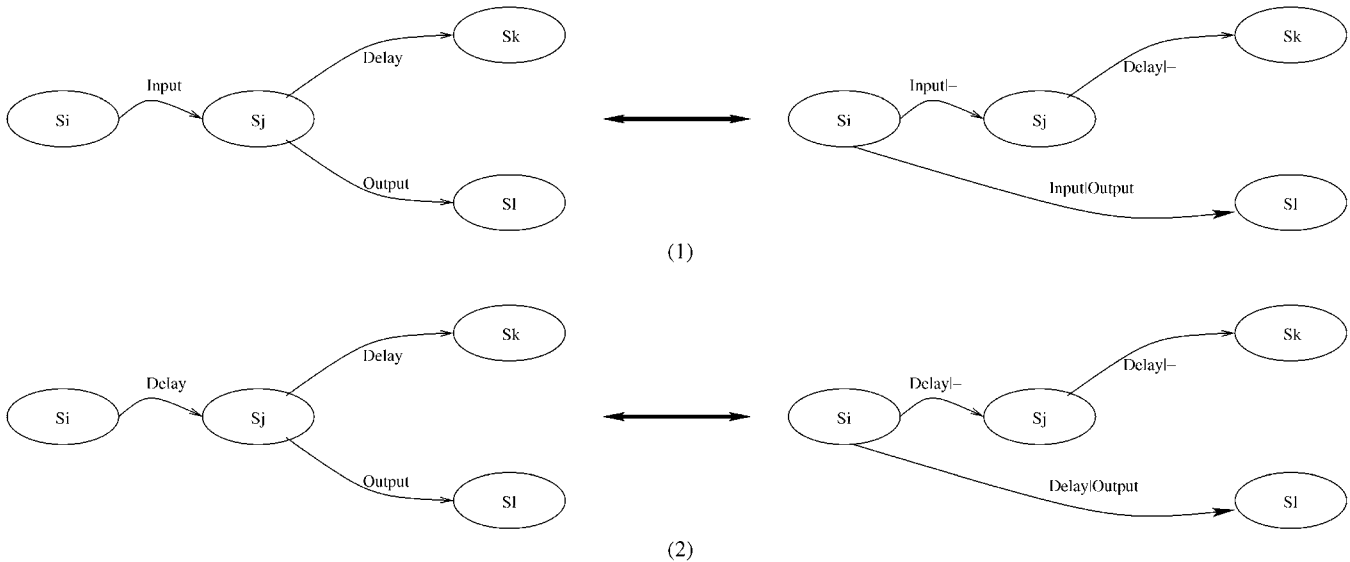 Sk
Sk
Delay
Delay|–
Input
Input|–
Si
Sj
Si
Sj
Output
Input|Output
Sl
Sl
(1)
Sk
Sk
Delay
Delay|–
Delay
Delay|–
Si
Sj
Si
Sj
Output
Delay|Output
Sl
Sl
(2)